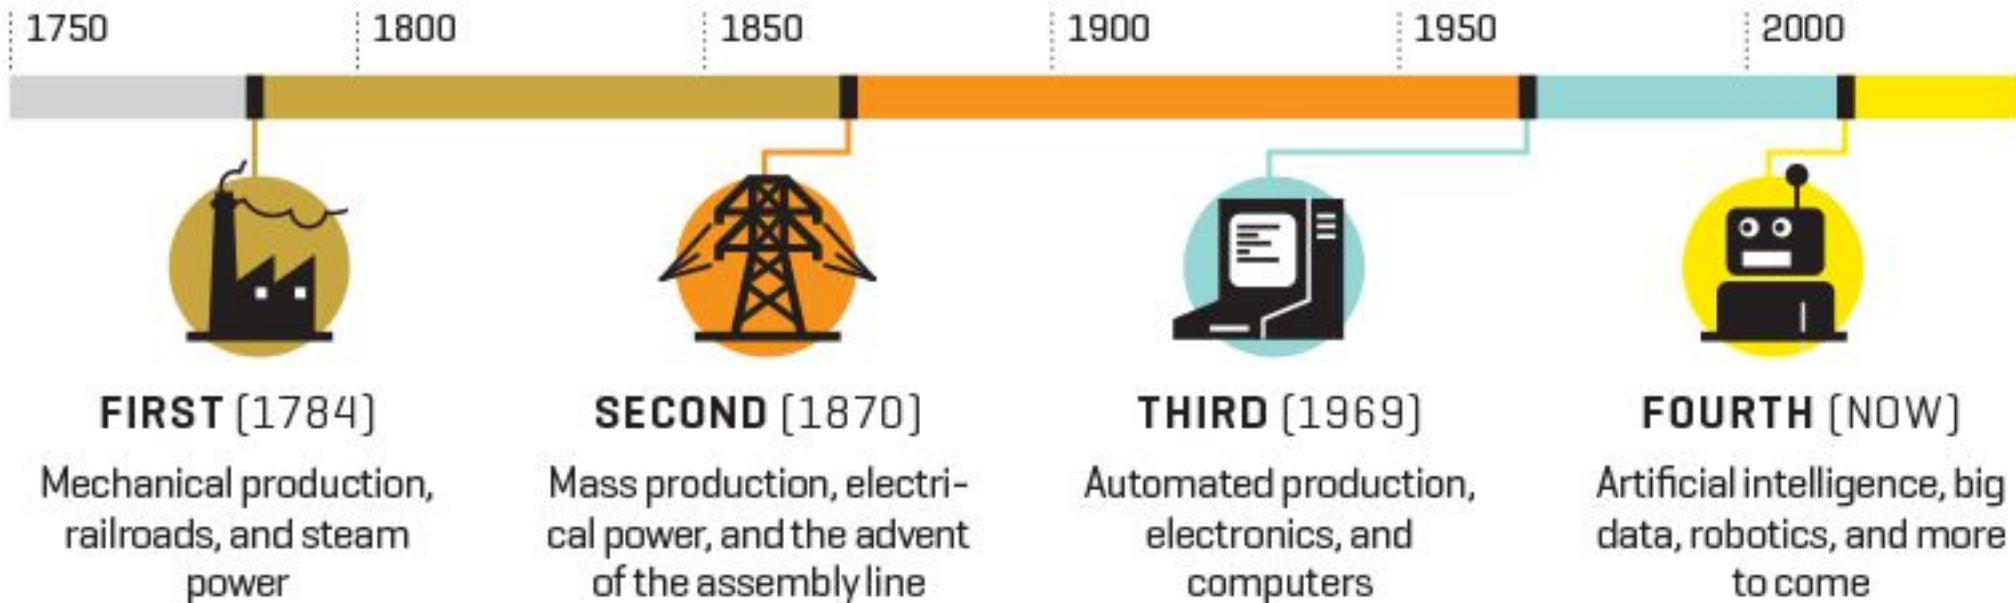 1750 1800 1850 1900 1950 2000
FIRST (1784)
Mechanical production,
railroads, and steam
power
SECOND (1870)
Mass production, electri-
cal power, and the advent
of the assembly line
THIRD (1969)
Automated production,
electronics, and
computers
FOURTH (NOW)
Artificial intelligence, big
data, robotics, and more
to come